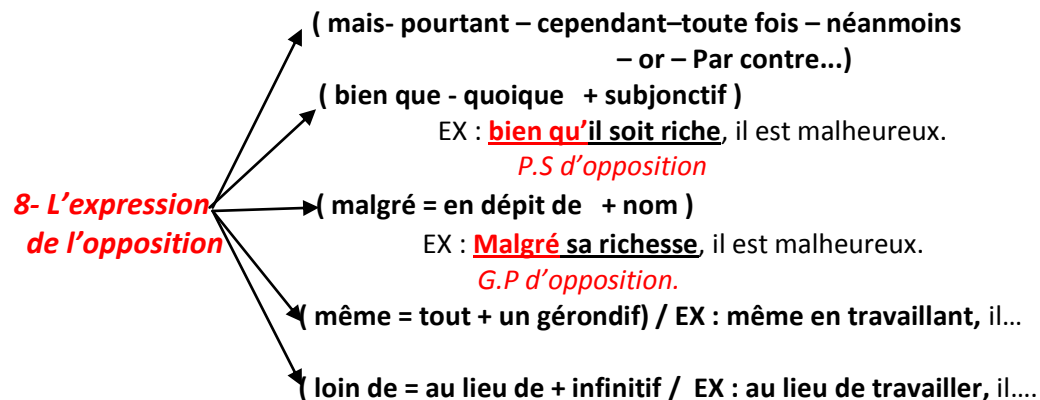 ( mais- pourtant – cependant–toute fois – néanmoins
– or – Par contre...)
( bien que - quoique + subjonctif )
EX : bien qu’il soit riche, il est malheureux.
P.S d’opposition
8- L’expression
de l’opposition
( malgré = en dépit de + nom )
EX : Malgré sa richesse, il est malheureux.
G.P d’opposition.
( même = tout + un gérondif) / EX : même en travaillant, il…
( loin de = au lieu de + infinitif / EX : au lieu de travailler, il….